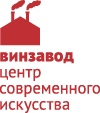 винзавод
центр
современного
искусства